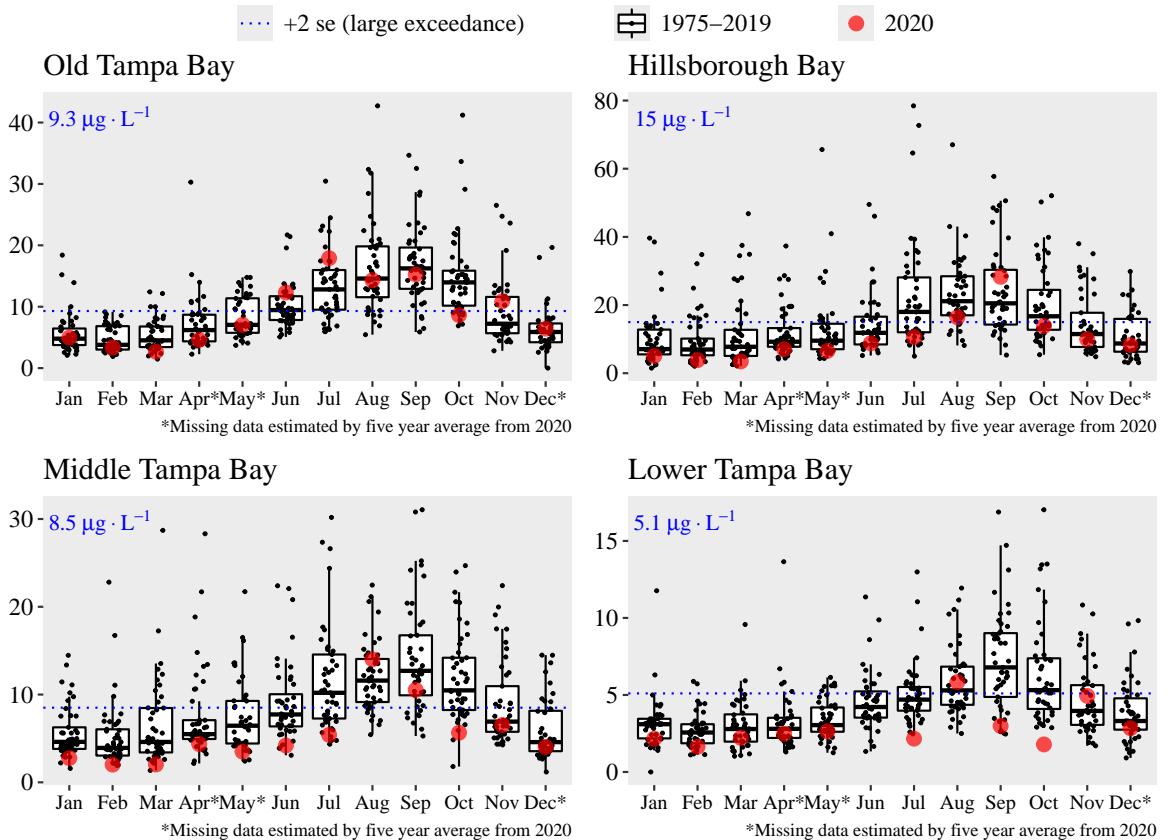 +2 se (large exceedance) 1975−2019 2020
Old Tampa Bay
9.3 μg ⋅ L⁻¹
40
30
20
10
0
Jan Feb Mar Apr* May* Jun Jul Aug Sep Oct Nov Dec*
*Missing data estimated by five year average from 2020
Hillsborough Bay
15 μg ⋅ L⁻¹
80
60
40
20
0
Jan Feb Mar Apr* May* Jun Jul Aug Sep Oct Nov Dec*
*Missing data estimated by five year average from 2020
Middle Tampa Bay
8.5 μg ⋅ L⁻¹
30
20
10
0
Jan Feb Mar Apr* May* Jun Jul Aug Sep Oct Nov Dec*
*Missing data estimated by five year average from 2020
Lower Tampa Bay
5.1 μg ⋅ L⁻¹
15
10
5
0
Jan Feb Mar Apr* May* Jun Jul Aug Sep Oct Nov Dec*
*Missing data estimated by five year average from 2020